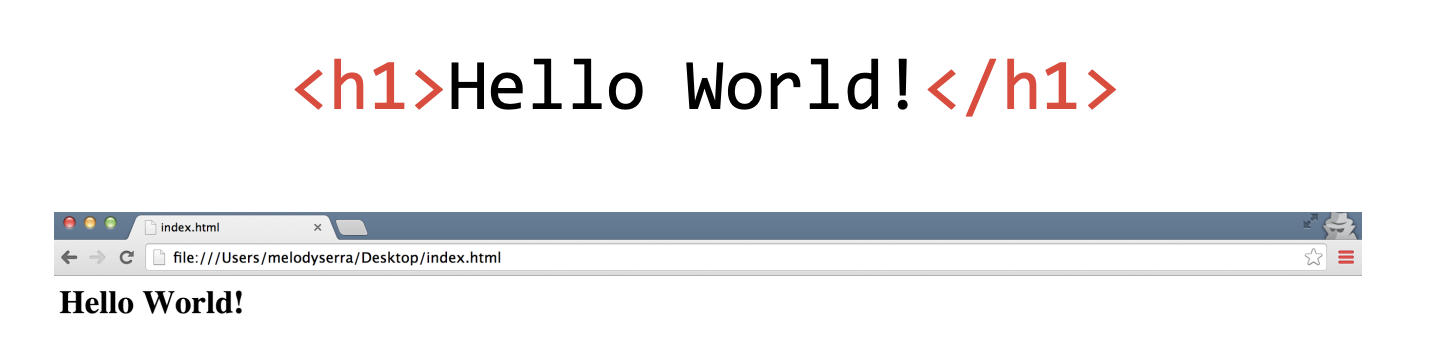 <h1>Hello World!</h1>
index.html
file:///Users/melodyserra/Desktop/index.html
Hello World!